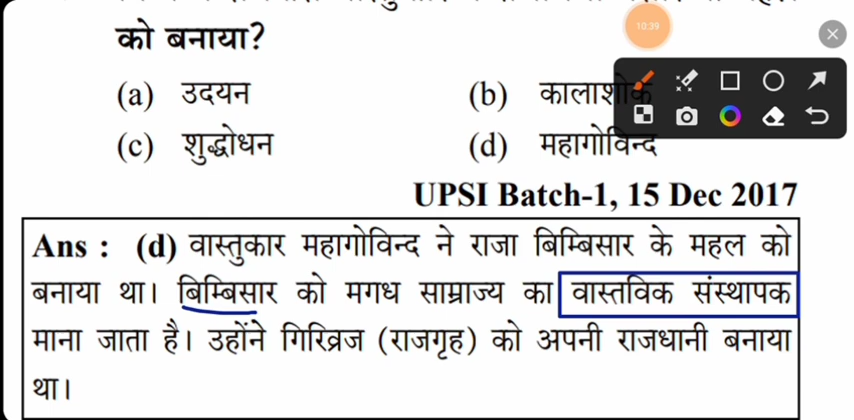 को बनाया?
(a) उदयन (b) कालाशोक
(c) शुद्धोधन (d) महागोविन्द
10:39
UPSI Batch-1, 15 Dec 2017
Ans : (d) वास्तुकार महागोविन्द ने राजा बिम्बिसार के महल को
बनाया था। बिम्बिसार को मगध साम्राज्य का वास्तविक संस्थापक
माना जाता है। उहोंने गिरिव्रज (राजगृह) को अपनी राजधानी बनाया
था।